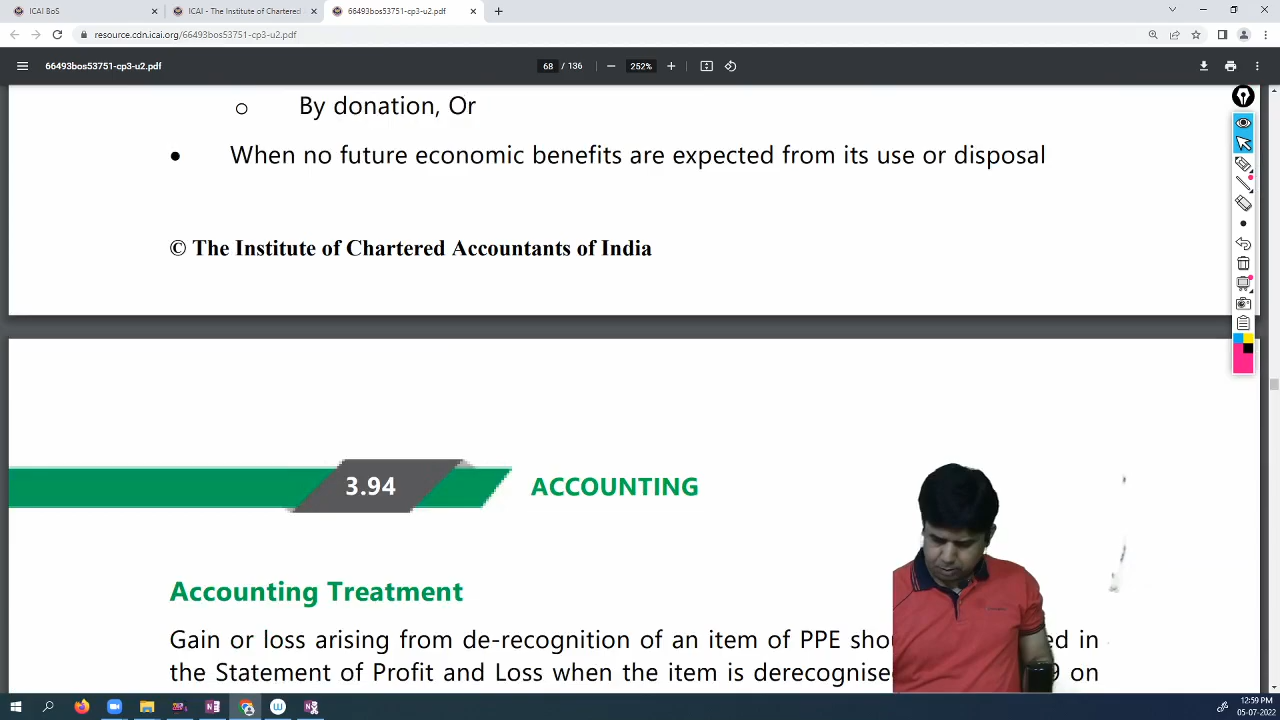 ICAI BoS
ICAI - The Institute of Chartered
66493bos53751-cp3-u2.pdf
resource.cdn.icai.org/66493bos53751-cp3-u2.pdf
66493bos53751-cp3-u2.pdf
68 / 136
252%
o By donation, Or
• When no future economic benefits are expected from its use or disposal
© The Institute of Chartered Accountants of India
3.94
ACCOUNTING
Accounting Treatment
Gain or loss arising from de-recognition of an item of PPE sho ed in
the Statement of Profit and Loss when the item is derecognise 9 on
12:59 PM
05-07-2022